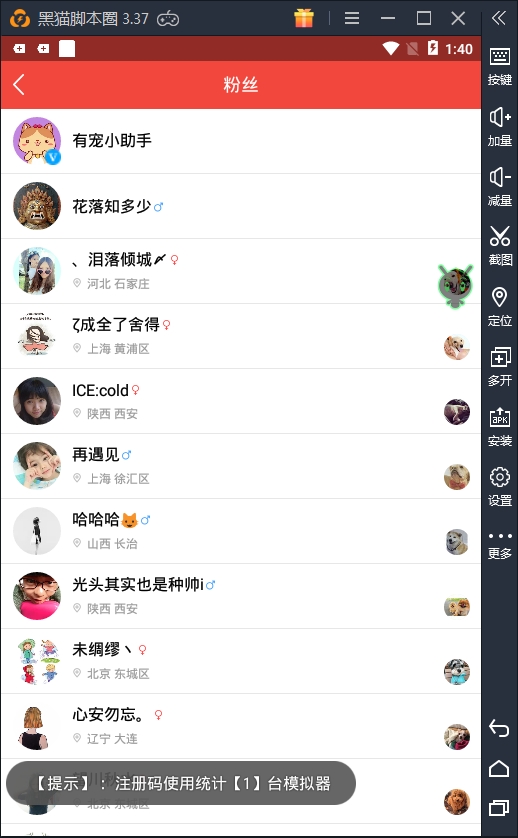 黑猫脚本圈 3.37
1:40
粉丝
有宠小助手
V
花落知多少♂
、泪落倾城〆♀
河北 石家庄
ζ成全了舍得♀
上海 黄浦区
ICE:cold♀
陕西 西安
再遇见♂
上海 徐汇区
哈哈哈🦊♂
山西 长治
光头其实也是种帅i♂
陕西 西安
未绸缪丶♀
北京 东城区
心安勿忘。♀
辽宁 大连
【提示】：注册码使用统计【1】台模拟器
北京 东城区
按键
加量
减量
截图
定位
多开
APK
安装
设置
更多